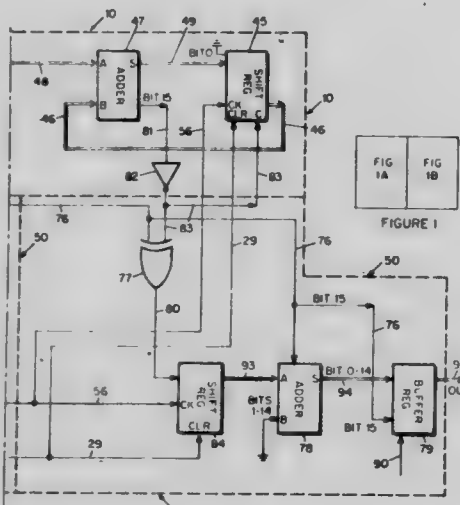 10
47
49
45
48
A
ADDER
S
BIT 0
SHIFT
REG
B
BIT 15
CK
CLR
C
10
46
81
56
46
82
83
FIG
1A
FIG
1B
FIGURE 1
76
83
29
76
50
50
77
BIT 15
76
80
93
BIT 0-14
56
CK
SHIFT
REG
CLR
84
A
ADDER
S
B
BITS
1-14
78
94
BIT 15
BUFFER
REG
79
29
90